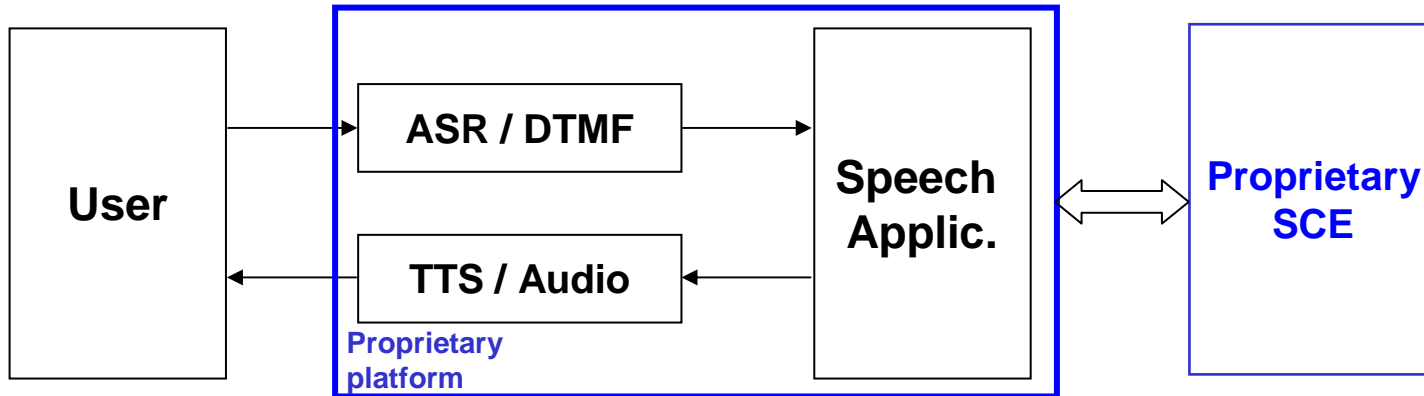 User
ASR / DTMF
TTS / Audio
Proprietary
platform
Speech
Applic.
Proprietary
SCE